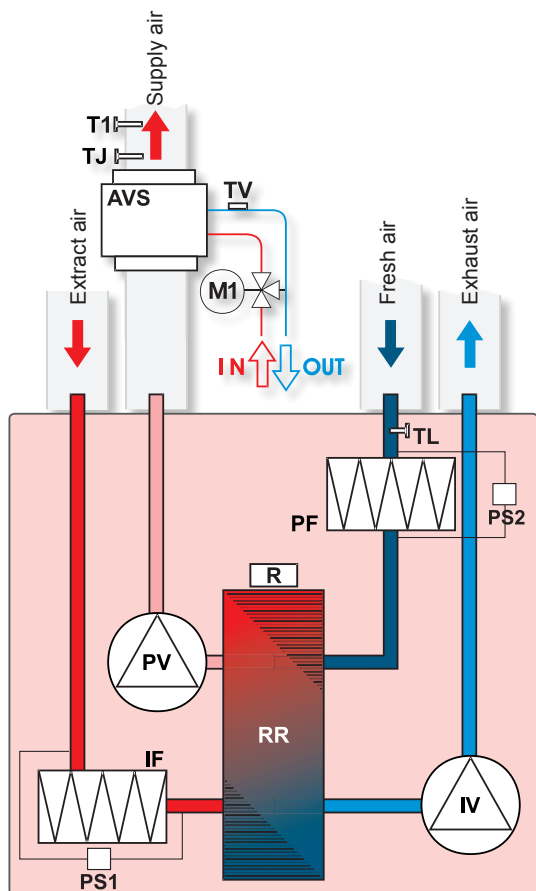 Supply air
T1
TJ
AVS
TV
Extract air
M1
Fresh air
Exhaust air
IN
OUT
TL
PF
PS2
R
PV
RR
IF
IV
PS1